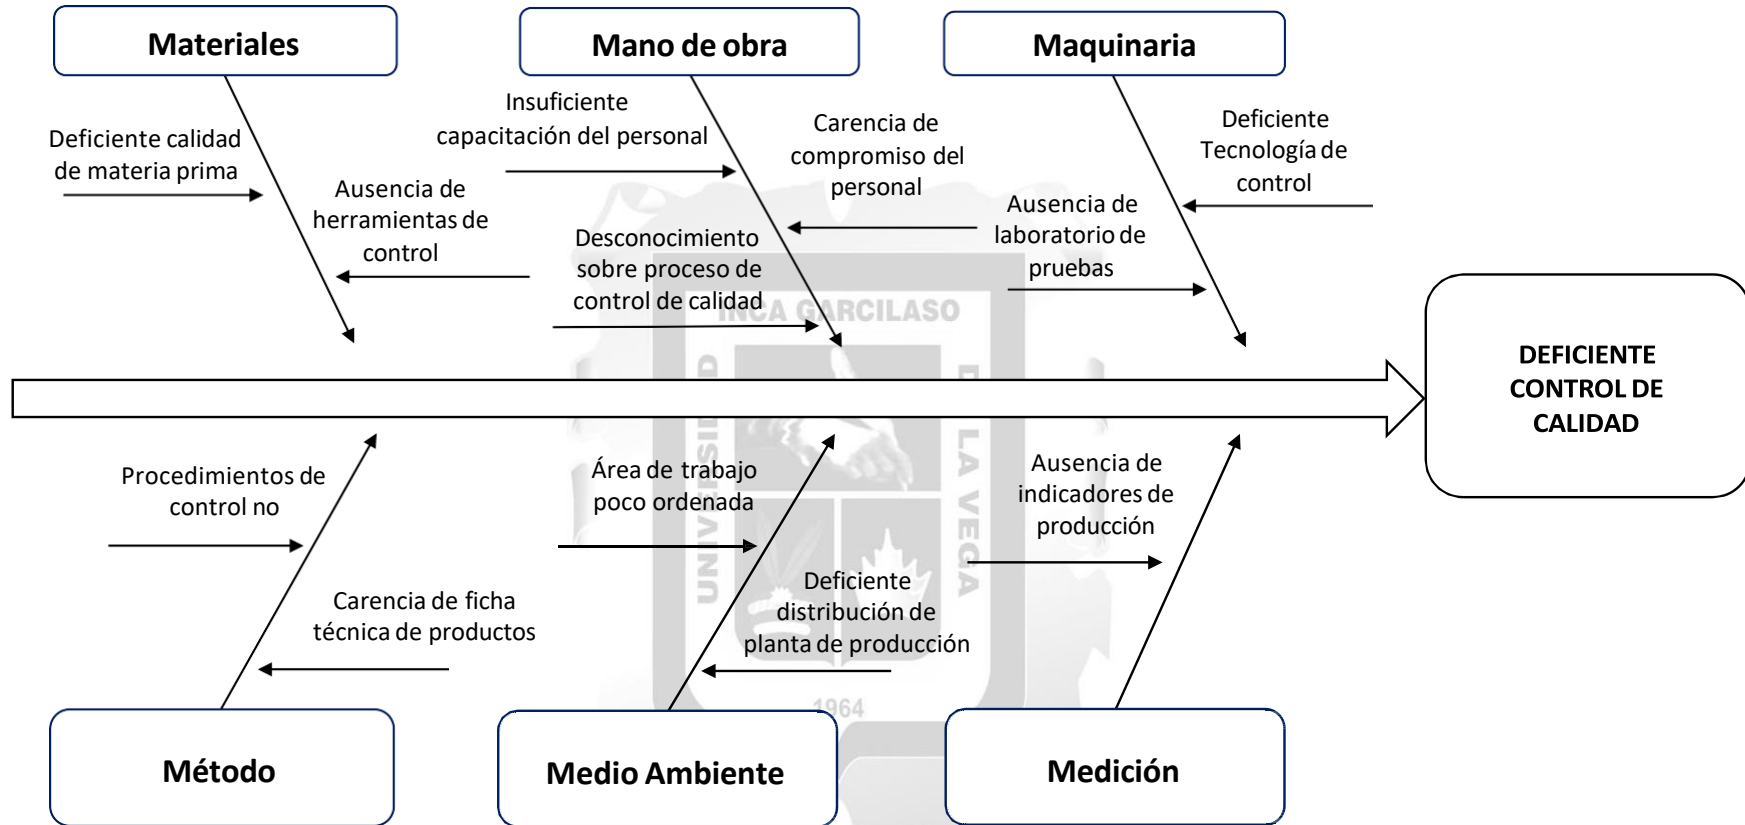 Materiales
Mano de obra
Maquinaria
Deficiente calidad
de materia prima
Ausencia de
herramientas de
control
Insuficiente
capacitación del personal
Carencia de
compromiso del
personal
Desconocimiento
sobre proceso de
control de calidad
Deficiente
Tecnología de
control
Ausencia de
laboratorio de
pruebas
DEFICIENTE
CONTROL DE
CALIDAD
Procedimientos de
control no
Carencia de ficha
técnica de productos
Área de trabajo
poco ordenada
Deficiente
distribución de
planta de producción
Ausencia de
indicadores de
producción
Método
Medio Ambiente
Medición
UNIVERSIDAD
INCA GARCILASO
DE LA VEGA
1964